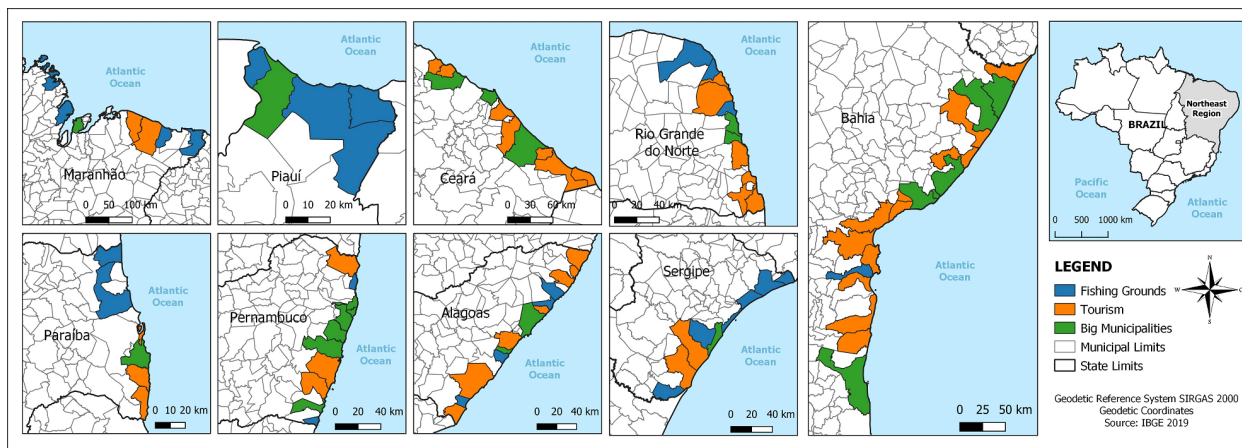 Atlantic
Ocean
Maranhão
0 50 100 km
Atlantic
Ocean
Piauí
0 10 20 km
Atlantic
Ocean
Ceará
0 30 60 km
Atlantic
Ocean
Rio Grande
do Norte
0 20 40 km
Bahia
Atlantic
Ocean
0 25 50 km
Northeast
Region
BRAZIL
Pacific
Ocean
Atlantic
Ocean
0 500 1000 km
Atlantic
Ocean
Paraíba
0 10 20 km
Pernambuco
Atlantic
Ocean
0 20 40 km
Atlantic
Ocean
Alagoas
0 20 40 km
Sergipe
Atlantic
Ocean
0 20 40 km
LEGEND
Fishing Grounds
Tourism
Big Municipalities
Municipal Limits
State Limits
N
W
E
S
Geodetic Reference System SIRGAS 2000
Geodetic Coordinates
Source: IBGE 2019